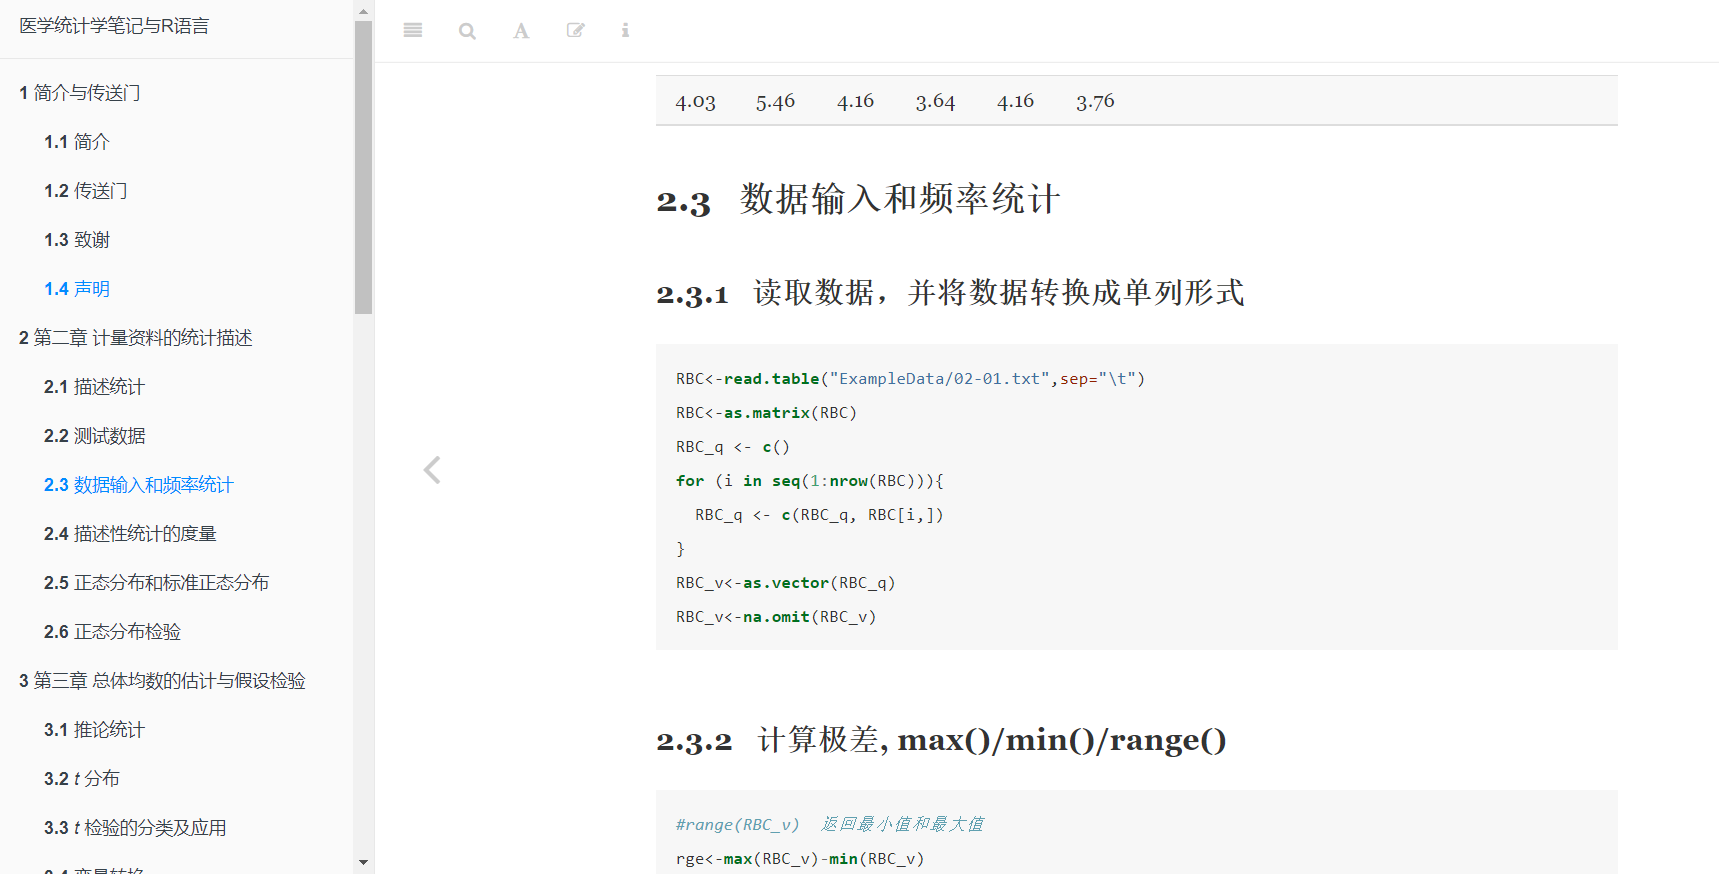 医学统计学笔记与R语言
1 简介与传送门
1.1 简介
1.2 传送门
1.3 致谢
1.4 声明
2 第二章 计量资料的统计描述
2.1 描述统计
2.2 测试数据
2.3 数据输入和频率统计
2.4 描述性统计的度量
2.5 正态分布和标准正态分布
2.6 正态分布检验
3 第三章 总体均数的估计与假设检验
3.1 推论统计
3.2 t 分布
3.3 t 检验的分类及应用
3.4 变量转换
4.03 5.46 4.16 3.64 4.16 3.76
2.3 数据输入和频率统计
2.3.1 读取数据，并将数据转换成单列形式
RBC<-read.table("ExampleData/02-01.txt",sep="\t")
RBC<-as.matrix(RBC)
RBC_q <- c()
for (i in seq(1:nrow(RBC))){
  RBC_q <- c(RBC_q, RBC[i,])
}
RBC_v<-as.vector(RBC_q)
RBC_v<-na.omit(RBC_v)
2.3.2 计算极差, max()/min()/range()
#range(RBC_v)  返回最小值和最大值
rge<-max(RBC_v)-min(RBC_v)